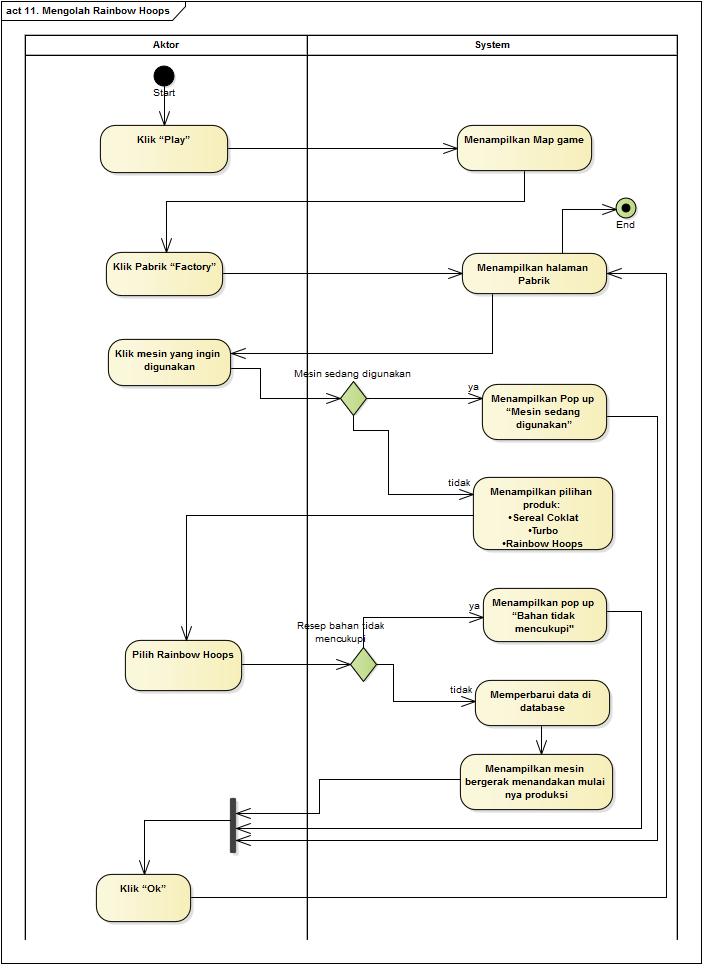 act 11. Mengolah Rainbow Hoops
Aktor
System
Start
Klik “Play”
Menampilkan Map game
End
Klik Pabrik “Factory”
Menampilkan halaman
Pabrik
Klik mesin yang ingin
digunakan
Mesin sedang digunakan
ya
Menampilkan Pop up
“Mesin sedang
digunakan”
tidak
Menampilkan pilihan
produk:
•Sereal Coklat
•Turbo
•Rainbow Hoops
ya
Menampilkan pop up
“Bahan tidak
mencukupi"
Resep bahan tidak
mencukupi
Pilih Rainbow Hoops
tidak
Memperbarui data di
database
Menampilkan mesin
bergerak menandakan mulai
nya produksi
Klik “Ok”